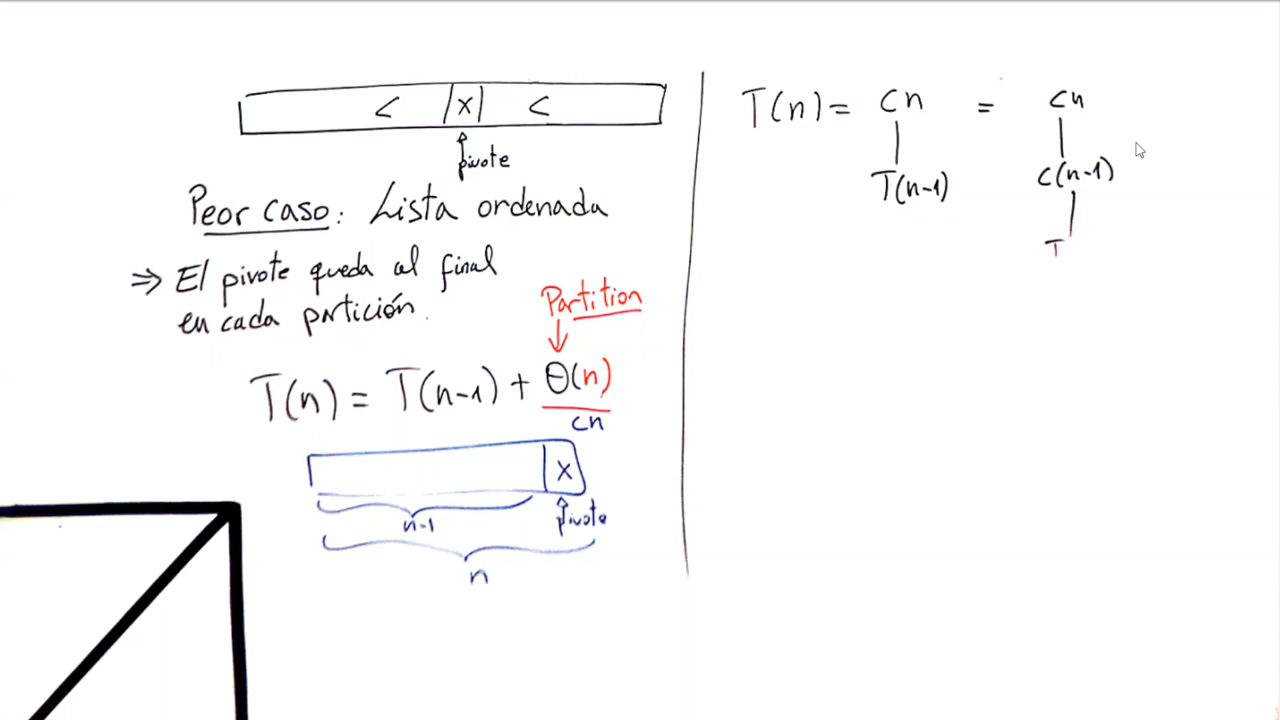 < |x| <
pivote
Peor caso: Lista ordenada
⇒ El pivote queda al final
en cada partición.
Partition
↓
T(n) = T(n-1) + Θ(n)
cn
x
n-1
pivote
n
T(n) = cn = cn
T(n-1) c(n-1)
T